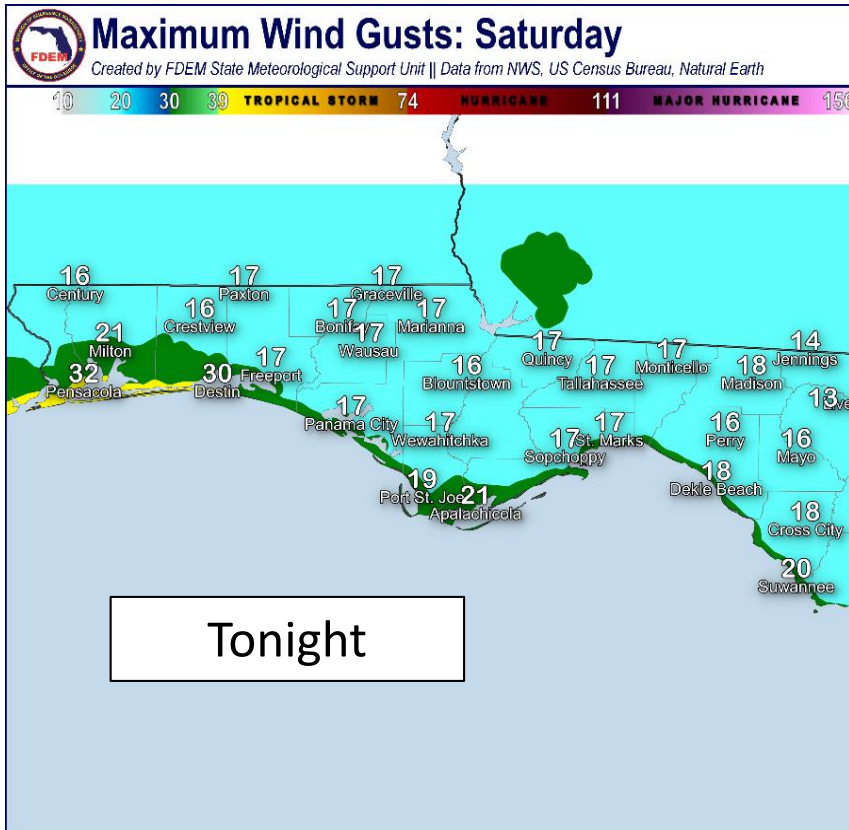 FDEM
Maximum Wind Gusts: Saturday
Created by FDEM State Meteorological Support Unit || Data from NWS, US Census Bureau, Natural Earth
10 20 30 39 TROPICAL STORM 74 HURRICANE 111 MAJOR HURRICANE 156
16
Century
17
Paxton
17
Graceville
16
Crestview
17
Bonifay
17
Marianna
17
Wausau
21
Milton
17
Quincy
17
Tallahassee
17
Monticello
14
Jennings
32
Pensacola
30
Destin
17
Freeport
16
Blountstown
18
Madison
13
17
Panama City
17
Wewahitchka
17
Sopchoppy
17
St. Marks
16
Perry
16
Mayo
19
Port St. Joe
21
Apalachicola
18
Dekle Beach
18
Cross City
20
Suwannee
Tonight